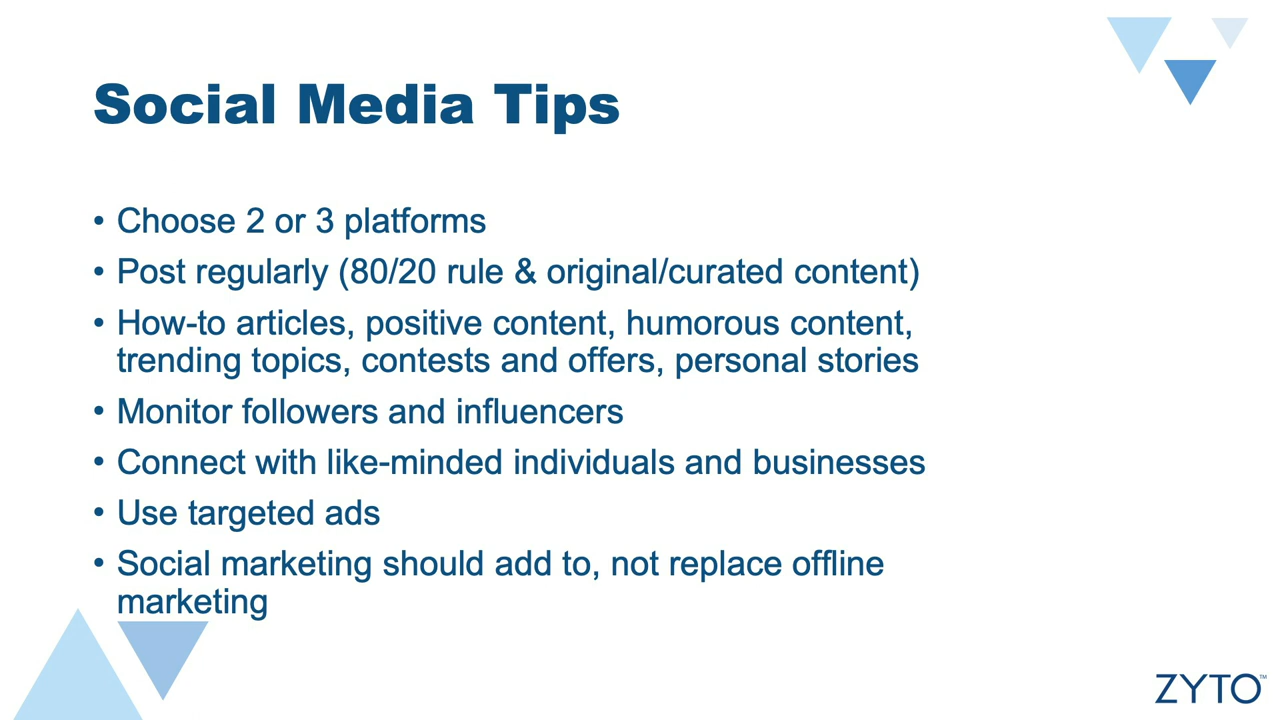 Social Media Tips
• Choose 2 or 3 platforms
• Post regularly (80/20 rule & original/curated content)
• How-to articles, positive content, humorous content,
trending topics, contests and offers, personal stories
• Monitor followers and influencers
• Connect with like-minded individuals and businesses
• Use targeted ads
• Social marketing should add to, not replace offline
marketing
ZYTO™